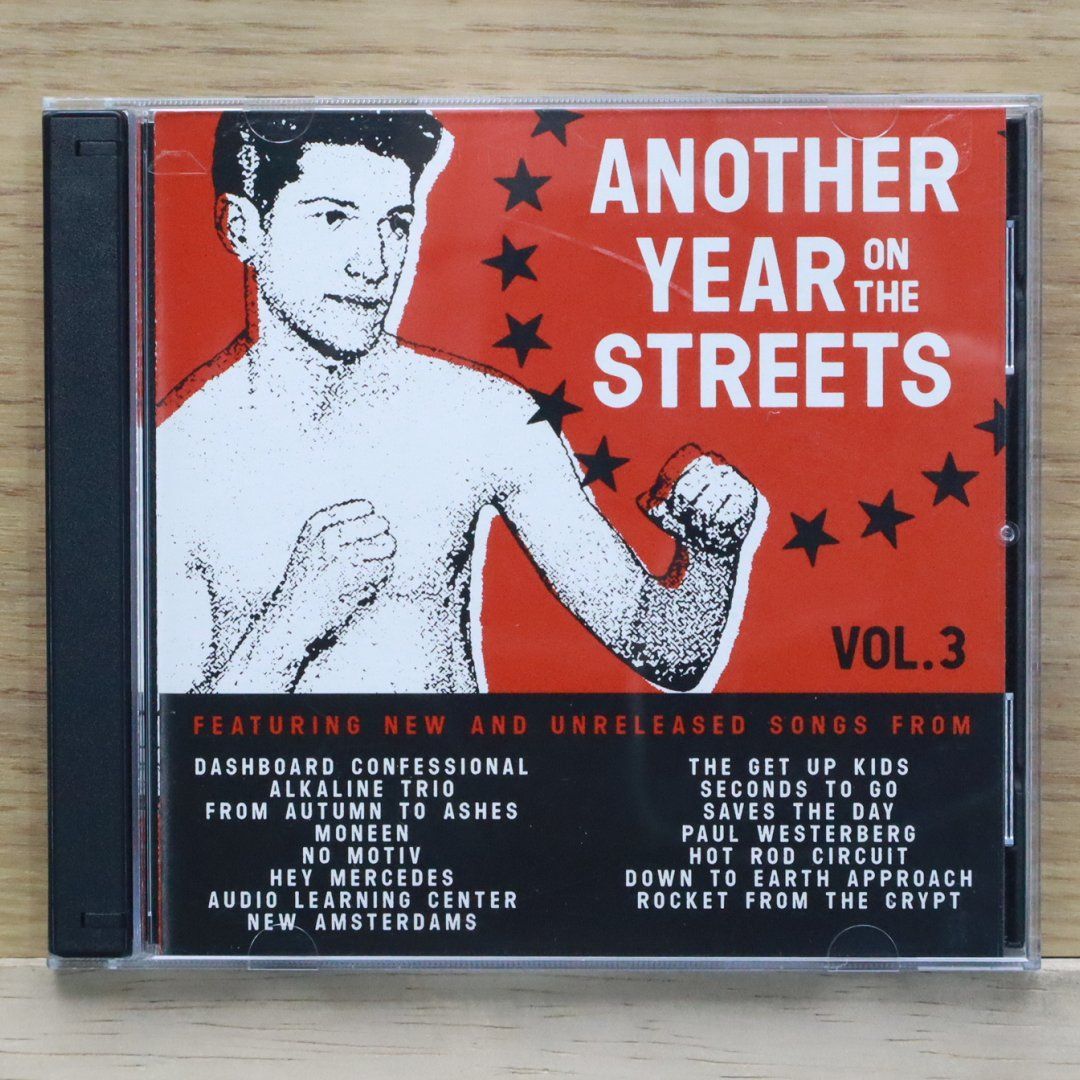 ANOTHER
YEAR ON THE
STREETS
VOL.3
FEATURING NEW AND UNRELEASED SONGS FROM
DASHBOARD CONFESSIONAL
ALKALINE TRIO
FROM AUTUMN TO ASHES
MONEEN
NO MOTIV
HEY MERCEDES
AUDIO LEARNING CENTER
NEW AMSTERDAMS
THE GET UP KIDS
SECONDS TO GO
SAVES THE DAY
PAUL WESTERBERG
HOT ROD CIRCUIT
DOWN TO EARTH APPROACH
ROCKET FROM THE CRYPT